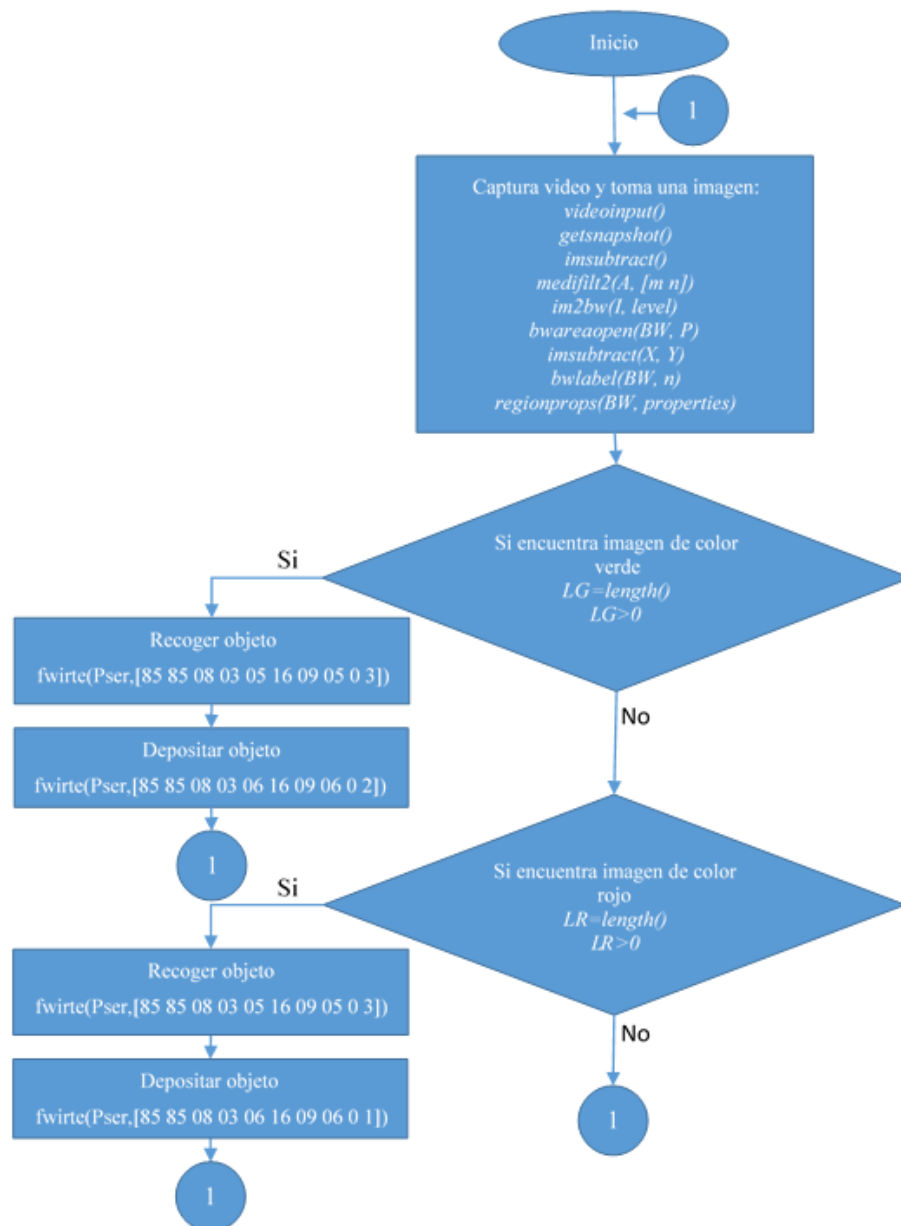 Inicio
1
Captura video y toma una imagen:
videoinput()
getsnapshot()
imsubtract()
medifilt2(A, [m n])
im2bw(I, level)
bwareaopen(BW, P)
imsubtract(X, Y)
bwlabel(BW, n)
regionprops(BW, properties)
Si encuentra imagen de color
verde
LG=length()
LG>0
Si
Recoger objeto
fwirte(Pser,[85 85 08 03 05 16 09 05 0 3])
Depositar objeto
fwirte(Pser,[85 85 08 03 06 16 09 06 0 2])
1
No
Si encuentra imagen de color
rojo
LR=length()
LR>0
Si
Recoger objeto
fwirte(Pser,[85 85 08 03 05 16 09 05 0 3])
Depositar objeto
fwirte(Pser,[85 85 08 03 06 16 09 06 0 1])
1
No
1